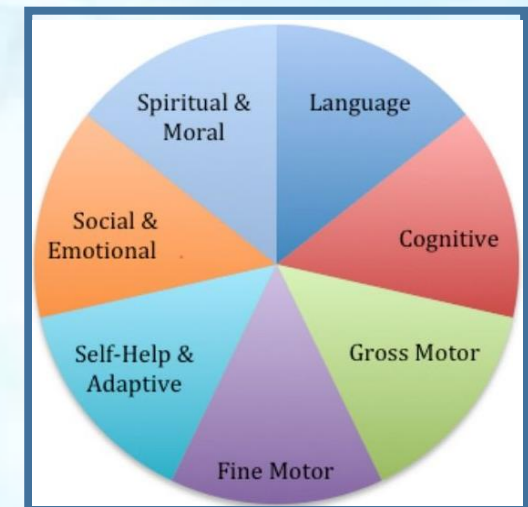 Spiritual &
Moral
Language
Social &
Emotional
Cognitive
Self-Help &
Adaptive
Gross Motor
Fine Motor